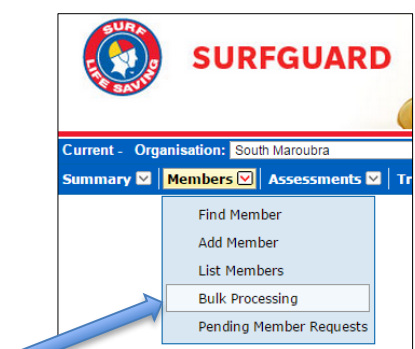 SURF
LIFE SAVING
SURFGUARD
Current - Organisation: South Maroubra
Summary Members Assessments Tr
Find Member
Add Member
List Members
Bulk Processing
Pending Member Requests